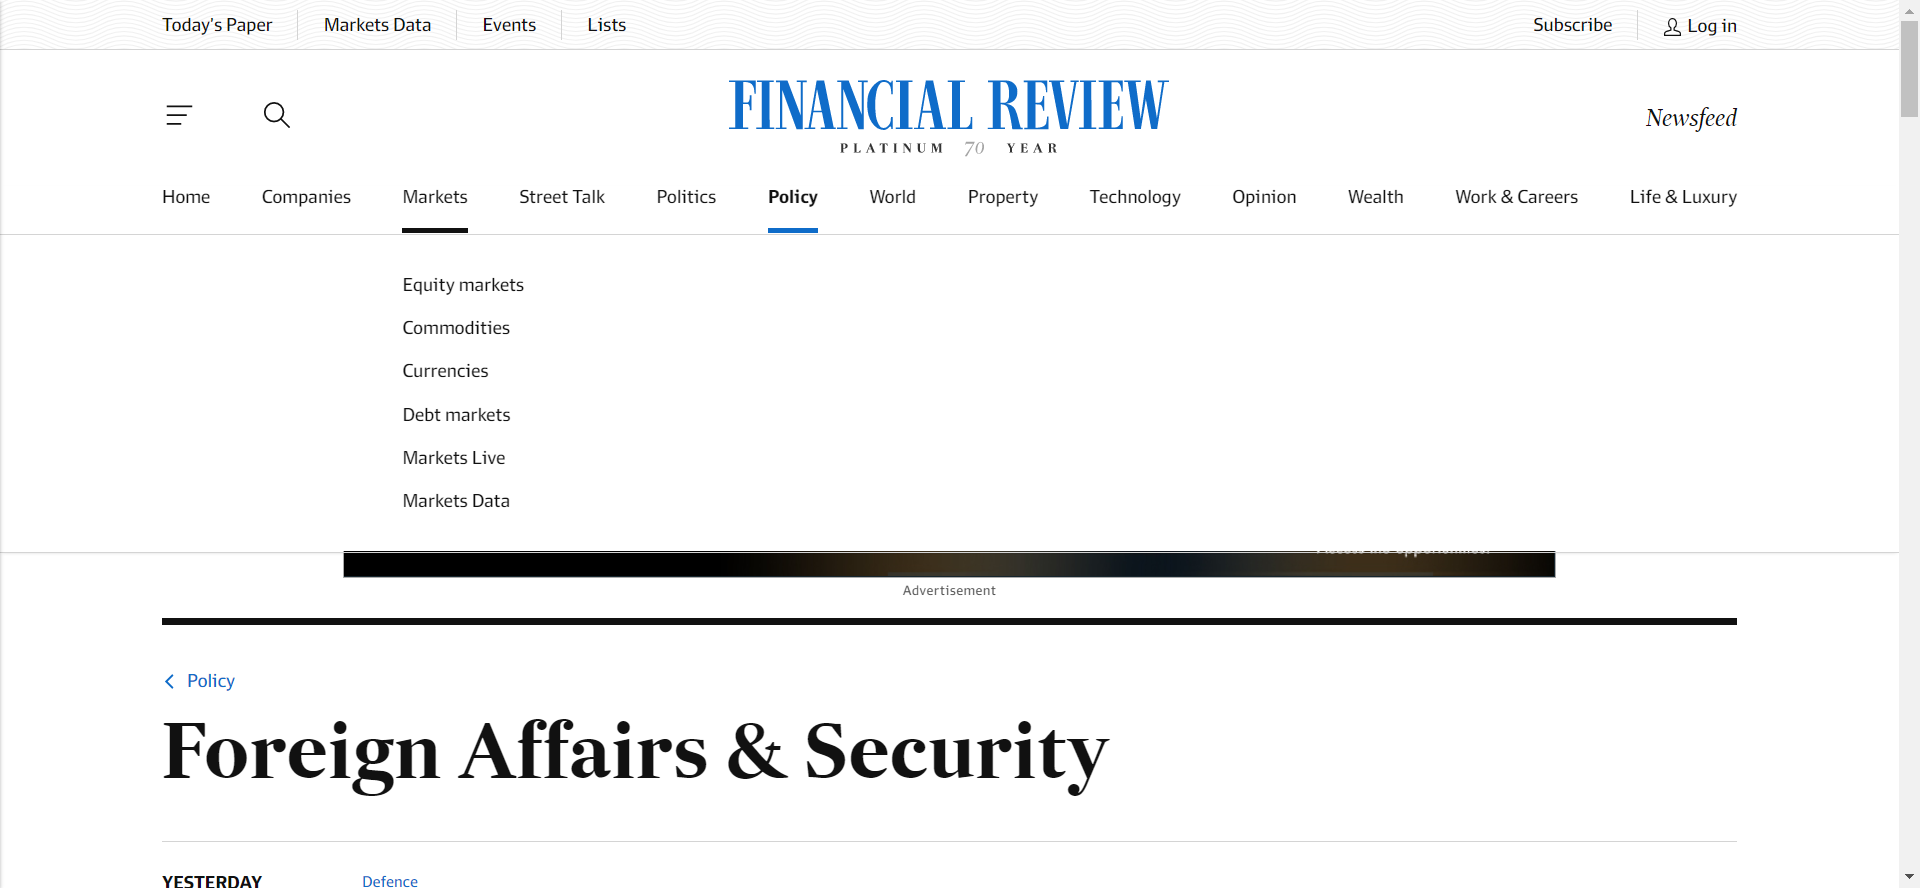 Today's Paper Markets Data Events Lists Subscribe Log in
FINANCIAL REVIEW
PLATINUM 70 YEAR
Newsfeed
Home Companies Markets Street Talk Politics Policy World Property Technology Opinion Wealth Work & Careers Life & Luxury
Equity markets
Commodities
Currencies
Debt markets
Markets Live
Markets Data
Advertisement
Policy
Foreign Affairs & Security
YESTERDAY Defence